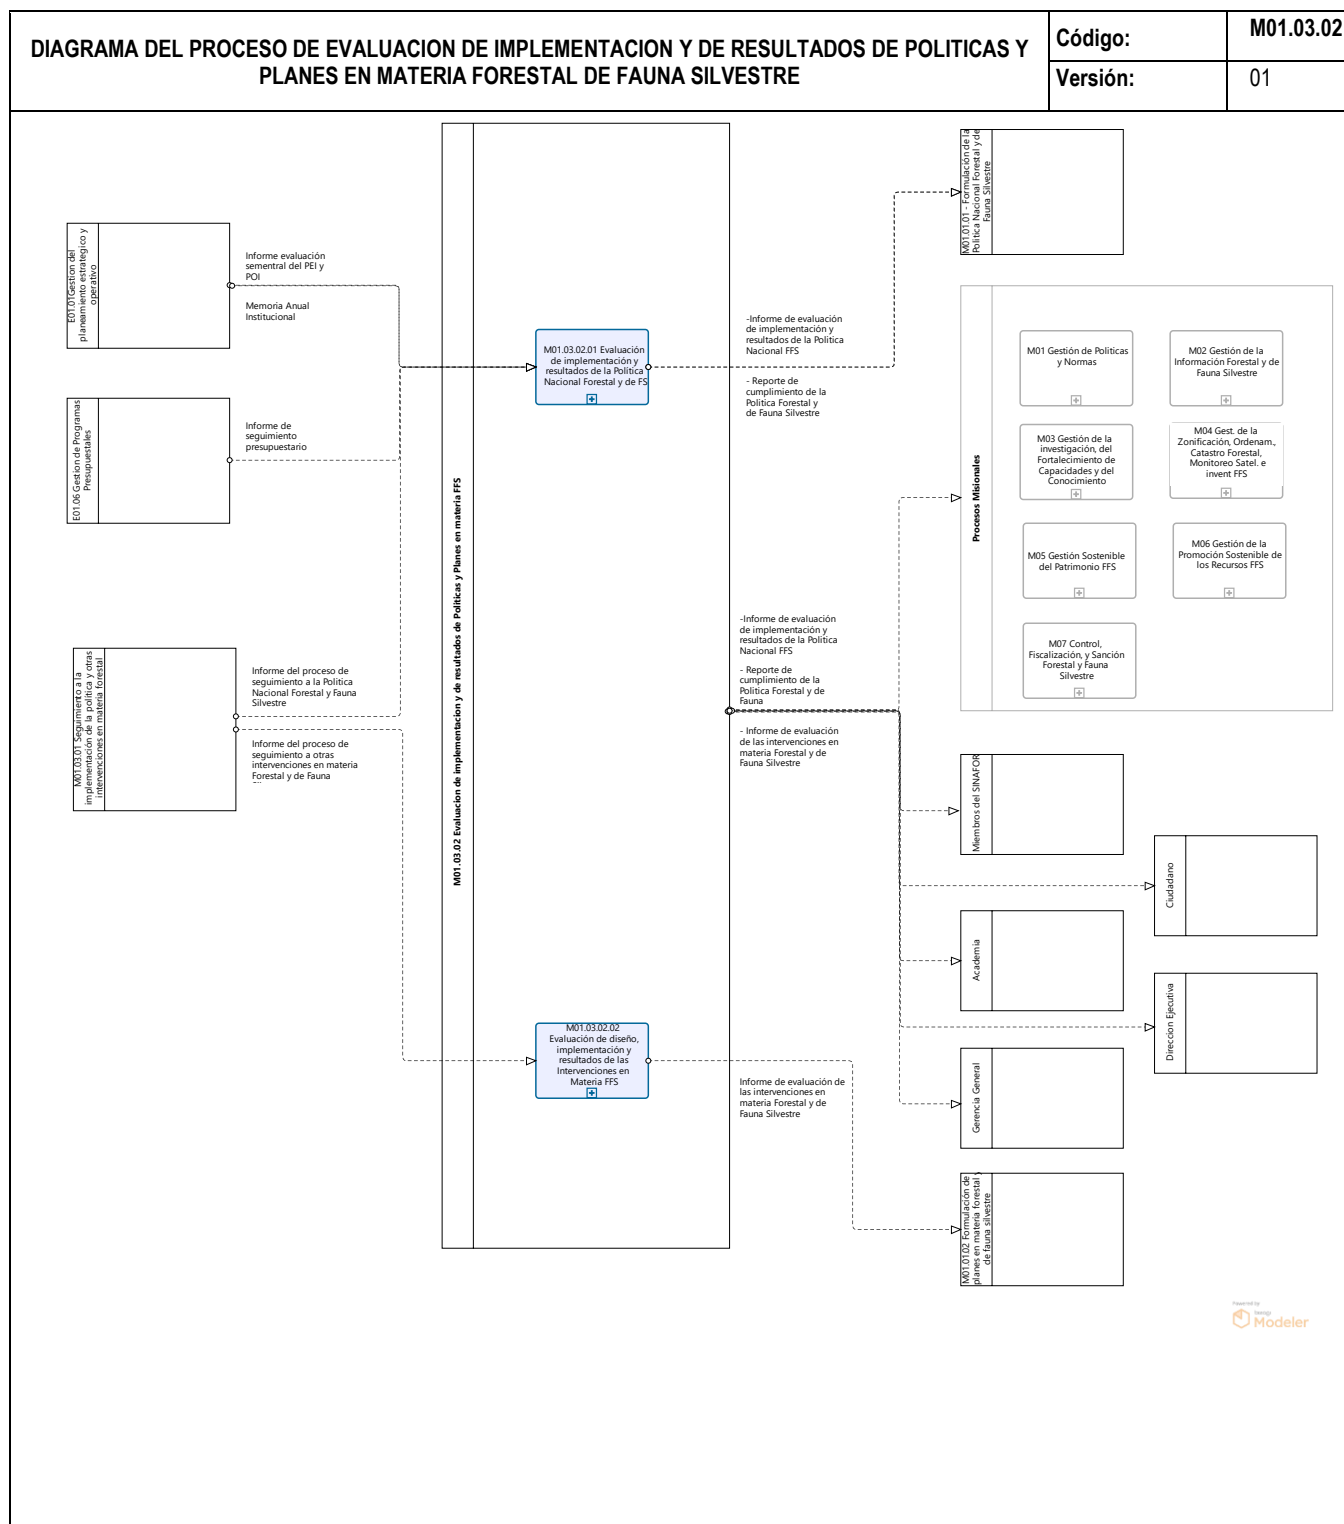 DIAGRAMA DEL PROCESO DE EVALUACION DE IMPLEMENTACION Y DE RESULTADOS DE POLITICAS Y
PLANES EN MATERIA FORESTAL DE FAUNA SILVESTRE
Código:
M01.03.02
Versión:
01
E01.01Gestion del
planeamiento estrategico y
operativo
Informe evaluación
sementral del PEI y
POI
Memoria Anual
Institucional
E01.06 Gestion de Programas
Presupuestales
Informe de
seguimiento
presupuestario
M01.03.01 Seguimiento a la
implementación de la política y otras
intervenciones en materia forestal
Informe del proceso de
seguimiento a la Politica
Nacional Forestal y Fauna
Silvestre
Informe del proceso de
seguimiento a otras
intervenciones en materia
Forestal y de Fauna
M01.03.02 Evaluacion de implementacion y de resultados de Politicas y Planes en materia FFS
M01.03.02.01 Evaluación
de implementación y
resultados de la Política
Nacional Forestal y de FS
M01.03.02.02
Evaluación de diseño,
implementación y
resultados de las
Intervenciones en
Materia FFS
-Informe de evaluación
de implementación y
resultados de la Politica
Nacional FFS
- Reporte de
cumplimiento de la
Politica Forestal y
de Fauna Silvestre
-Informe de evaluación
de implementación y
resultados de la Politica
Nacional FFS
- Reporte de
cumplimiento de la
Politica Forestal y de
Fauna
- Informe de evaluación
de las intervenciones en
materia Forestal y de
Fauna Silvestre
Informe de evaluación de
las intervenciones en
materia Forestal y de
Fauna Silvestre
M01.01.01 - Formulación de la
Política Nacional Forestal y de
Fauna Silvestre
Procesos Misionales
M01 Gestión de Politicas
y Normas
M02 Gestión de la
Información Forestal y de
Fauna Silvestre
M03 Gestión de la
investigación, del
Fortalecimiento de
Capacidades y del
Conocimiento
M04 Gest. de la
Zonificación, Ordenam.,
Catastro Forestal,
Monitoreo Satel. e
invent FFS
M05 Gestión Sostenible
del Patrimonio FFS
M06 Gestión de la
Promoción Sostenible de
los Recursos FFS
M07 Control,
Fiscalización, y Sanción
Forestal y Fauna
Silvestre
Miembros del SINAFOR
Ciudadano
Academia
Direccion Ejecutiva
Gerencia General
M01.01.02 Formulación de
planes en materia forestal y
de fauna silvestre
Powered by
Modeler